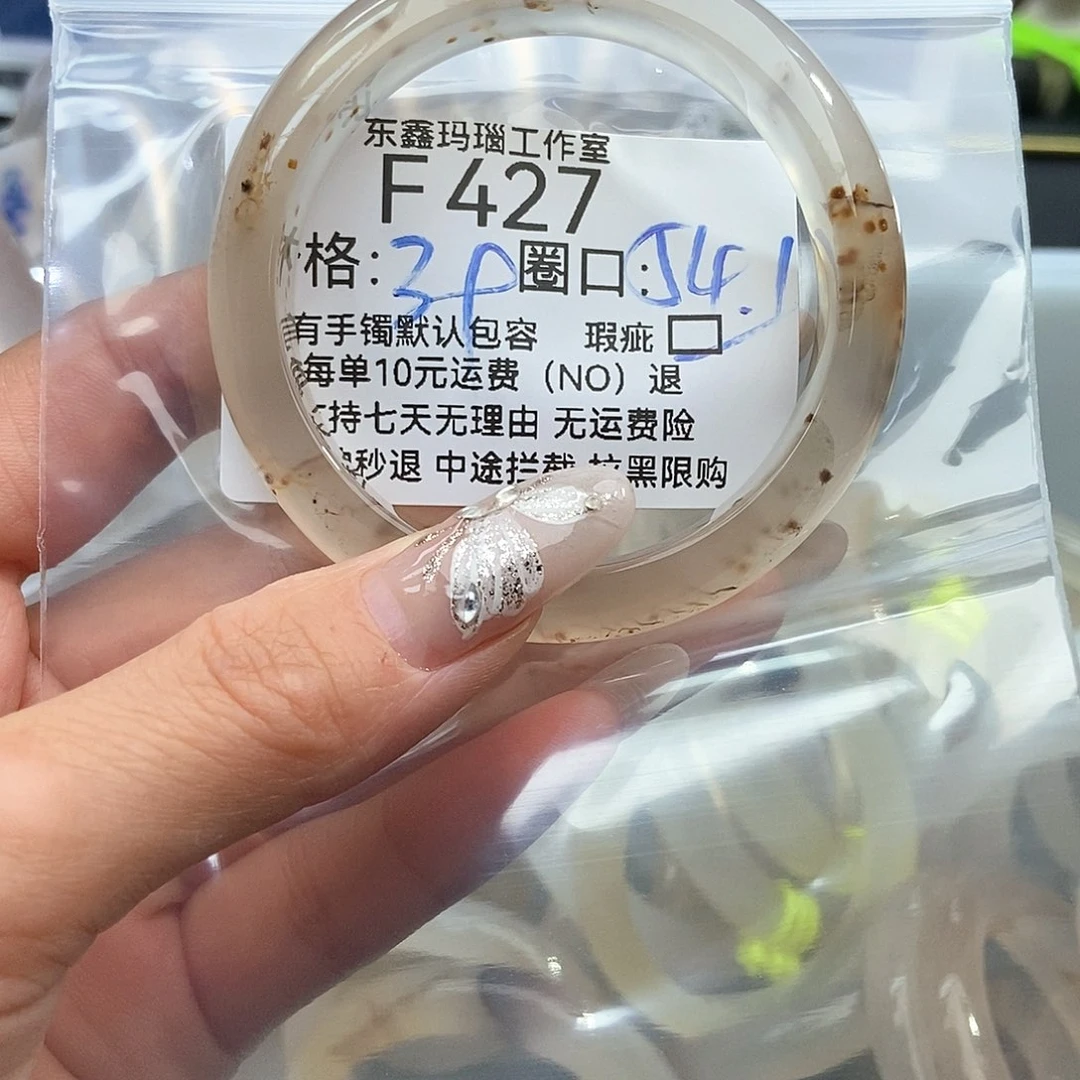 东鑫玛瑙工作室
F427
格:3P 圈口:54.1
有手镯默认包容 瑕疵
每单10元运费（NO）退
持七天无理由 无运费险
秒退 中途拦截 拉黑限购